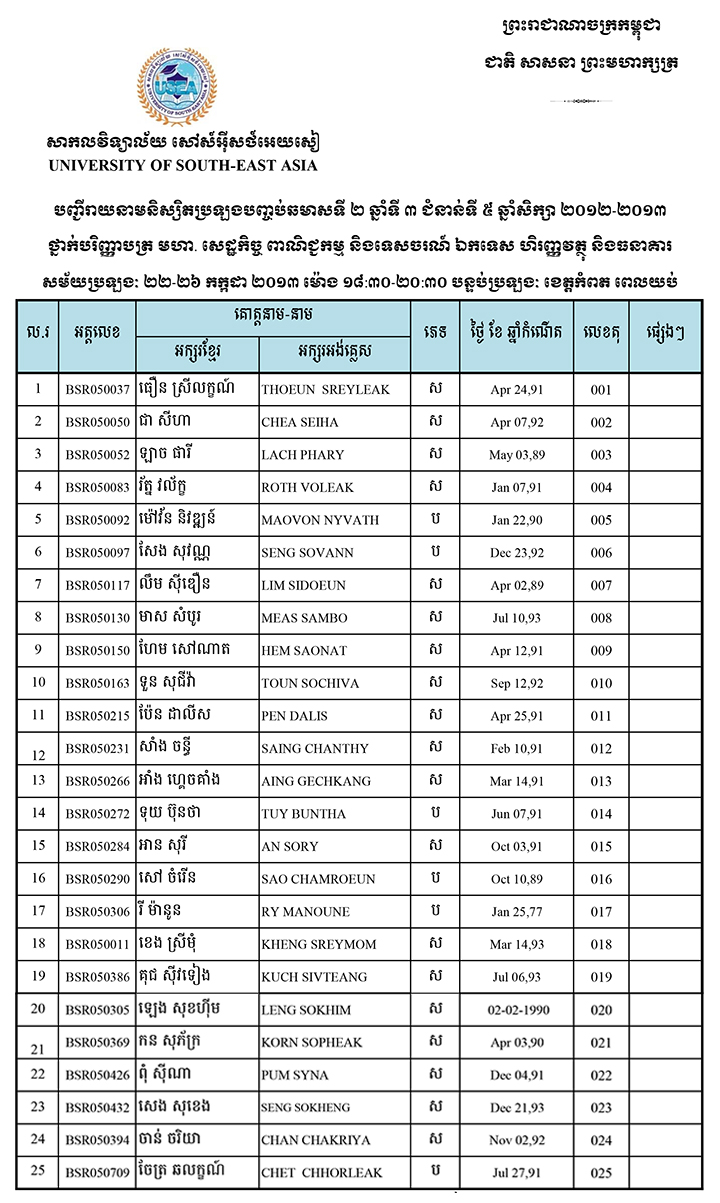 ព្រះរាជាណាចក្រកម្ពុជា
ជាតិ សាសនា ព្រះមហាក្សត្រ
USEA
UNIVERSITY OF SOUTH-EAST ASIA
សាកលវិទ្យាល័យ សៅស៍អ៊ីសថ៍អេយសៀ
UNIVERSITY OF SOUTH-EAST ASIA
បញ្ជីរាយនាមនិស្សិតប្រឡងបញ្ចប់ឆមាសទី ២ ឆ្នាំទី ៣ ជំនាន់ទី ៥ ឆ្នាំសិក្សា ២០១២-២០១៣
ថ្នាក់បរិញ្ញាបត្រ មហា. សេដ្ឋកិច្ច ពាណិជ្ជកម្ម និងទេសចរណ៍ ឯកទេស ហិរញ្ញវត្ថុ និងធនាគារ
សម័យប្រឡង: ២២-២៦ កក្កដា ២០១៣ ម៉ោង ១៨:៣០-២០:៣០ បន្ទប់ប្រឡង: ខេត្តកំពត ពេលយប់
ល.រ អត្តលេខ គោត្តនាម-នាម ភេទ ថ្ងៃ ខែ ឆ្នាំកំណើត លេខតុ ផ្សេងៗ
អក្សរខ្មែរ អក្សរអង់គ្លេស
1 BSR050037 ធឿន ស្រីលក្ខណ៍ THOEUN SREYLEAK ស Apr 24,91 001
2 BSR050050 ជា សីហា CHEA SEIHA ស Apr 07,92 002
3 BSR050052 ឡាច ផារី LACH PHARY ស May 03,89 003
4 BSR050083 រ័ត្ន វល័ក្ខ ROTH VOLEAK ស Jan 07,91 004
5 BSR050092 ម៉ៅវ័ន និវឌ្ឍន៍ MAOVON NYVATH ប Jan 22,90 005
6 BSR050097 សែង សុវណ្ណ SENG SOVANN ប Dec 23,92 006
7 BSR050117 លឹម ស៊ីឌឿន LIM SIDOEUN ស Apr 02,89 007
8 BSR050130 មាស សំបូរ MEAS SAMBO ស Jul 10,93 008
9 BSR050150 ហែម សៅណាត HEM SAONAT ស Apr 12,91 009
10 BSR050163 ទួន សុជីវ៉ា TOUN SOCHIVA ស Sep 12,92 010
11 BSR050215 ប៉ែន ដាលីស PEN DALIS ស Apr 25,91 011
12 BSR050231 សាំង ចន្ធី SAING CHANTHY ស Feb 10,91 012
13 BSR050266 អាំង ហ្គេចគាំង AING GECHKANG ស Mar 14,91 013
14 BSR050272 ទុយ ប៊ុនថា TUY BUNTHA ប Jun 07,91 014
15 BSR050284 អាន សុរី AN SORY ស Oct 03,91 015
16 BSR050290 សៅ ចំរើន SAO CHAMROEUN ប Oct 10,89 016
17 BSR050306 រី ម៉ានូន RY MANOUNE ប Jan 25,77 017
18 BSR050011 ខេង ស្រីមុំ KHENG SREYMOM ស Mar 14,93 018
19 BSR050386 គុជ ស៊ីវទៀង KUCH SIVTEANG ស Jul 06,93 019
20 BSR050305 ឡេង សុខហ៊ីម LENG SOKHIM ស 02-02-1990 020
21 BSR050369 កន សុភ័ក្រ KORN SOPHEAK ស Apr 03,90 021
22 BSR050426 ពុំ ស៊ីណា PUM SYNA ស Dec 04,91 022
23 BSR050432 សេង សុខេង SENG SOKHENG ស Dec 21,93 023
24 BSR050394 ចាន់ ចរិយា CHAN CHAKRIYA ស Nov 02,92 024
25 BSR050709 ចែត្រ ឆលក្ខណ៍ CHET CHHORLEAK ប Jul 27,91 025